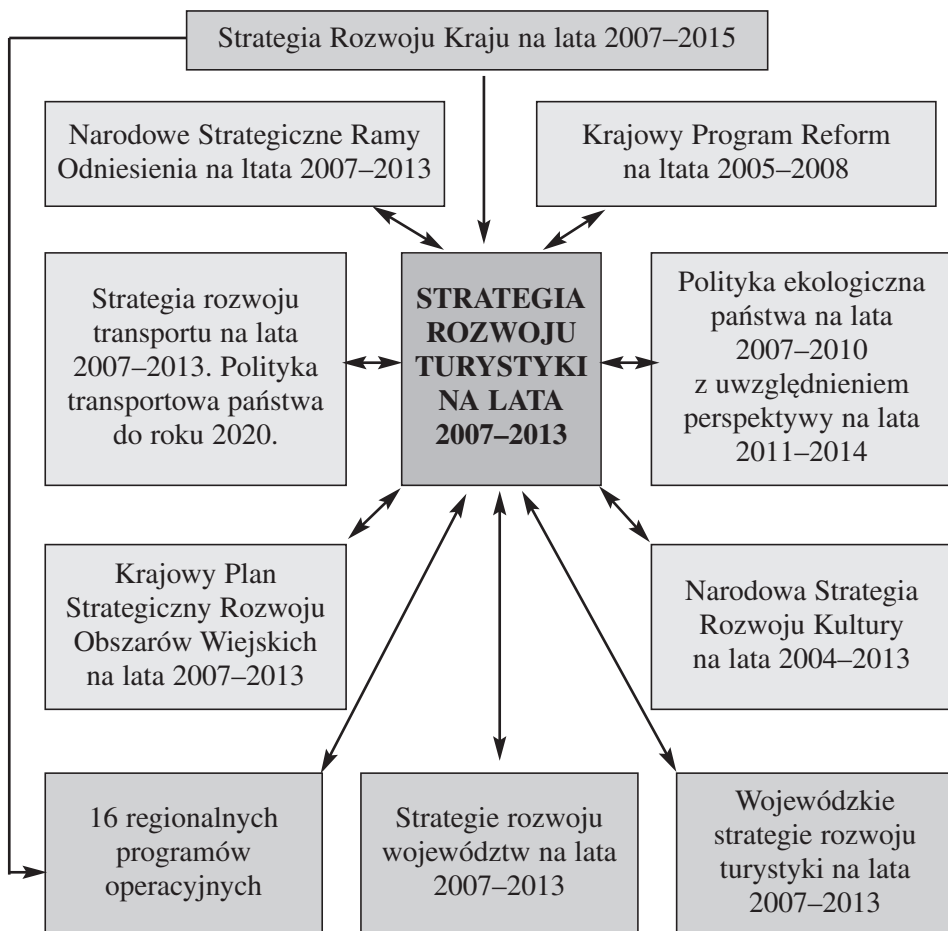 Strategia Rozwoju Kraju na lata 2007–2015
Narodowe Strategiczne Ramy
Odniesienia na ltata 2007–2013
Krajowy Program Reform
na ltata 2005–2008
Strategia rozwoju
transportu na lata
2007–2013. Polityka
transportowa państwa
do roku 2020.
STRATEGIA
ROZWOJU
TURYSTYKI
NA LATA
2007–2013
Polityka ekologiczna
państwa na lata
2007–2010
z uwzględnieniem
perspektywy na lata
2011–2014
Krajowy Plan
Strategiczny Rozwoju
Obszarów Wiejskich
na lata 2007–2013
Narodowa Strategia
Rozwoju Kultury
na lata 2004–2013
16 regionalnych
programów
operacyjnych
Strategie rozwoju
województw na lata
2007–2013
Wojewódzkie
strategie rozwoju
turystyki na lata
2007–2013